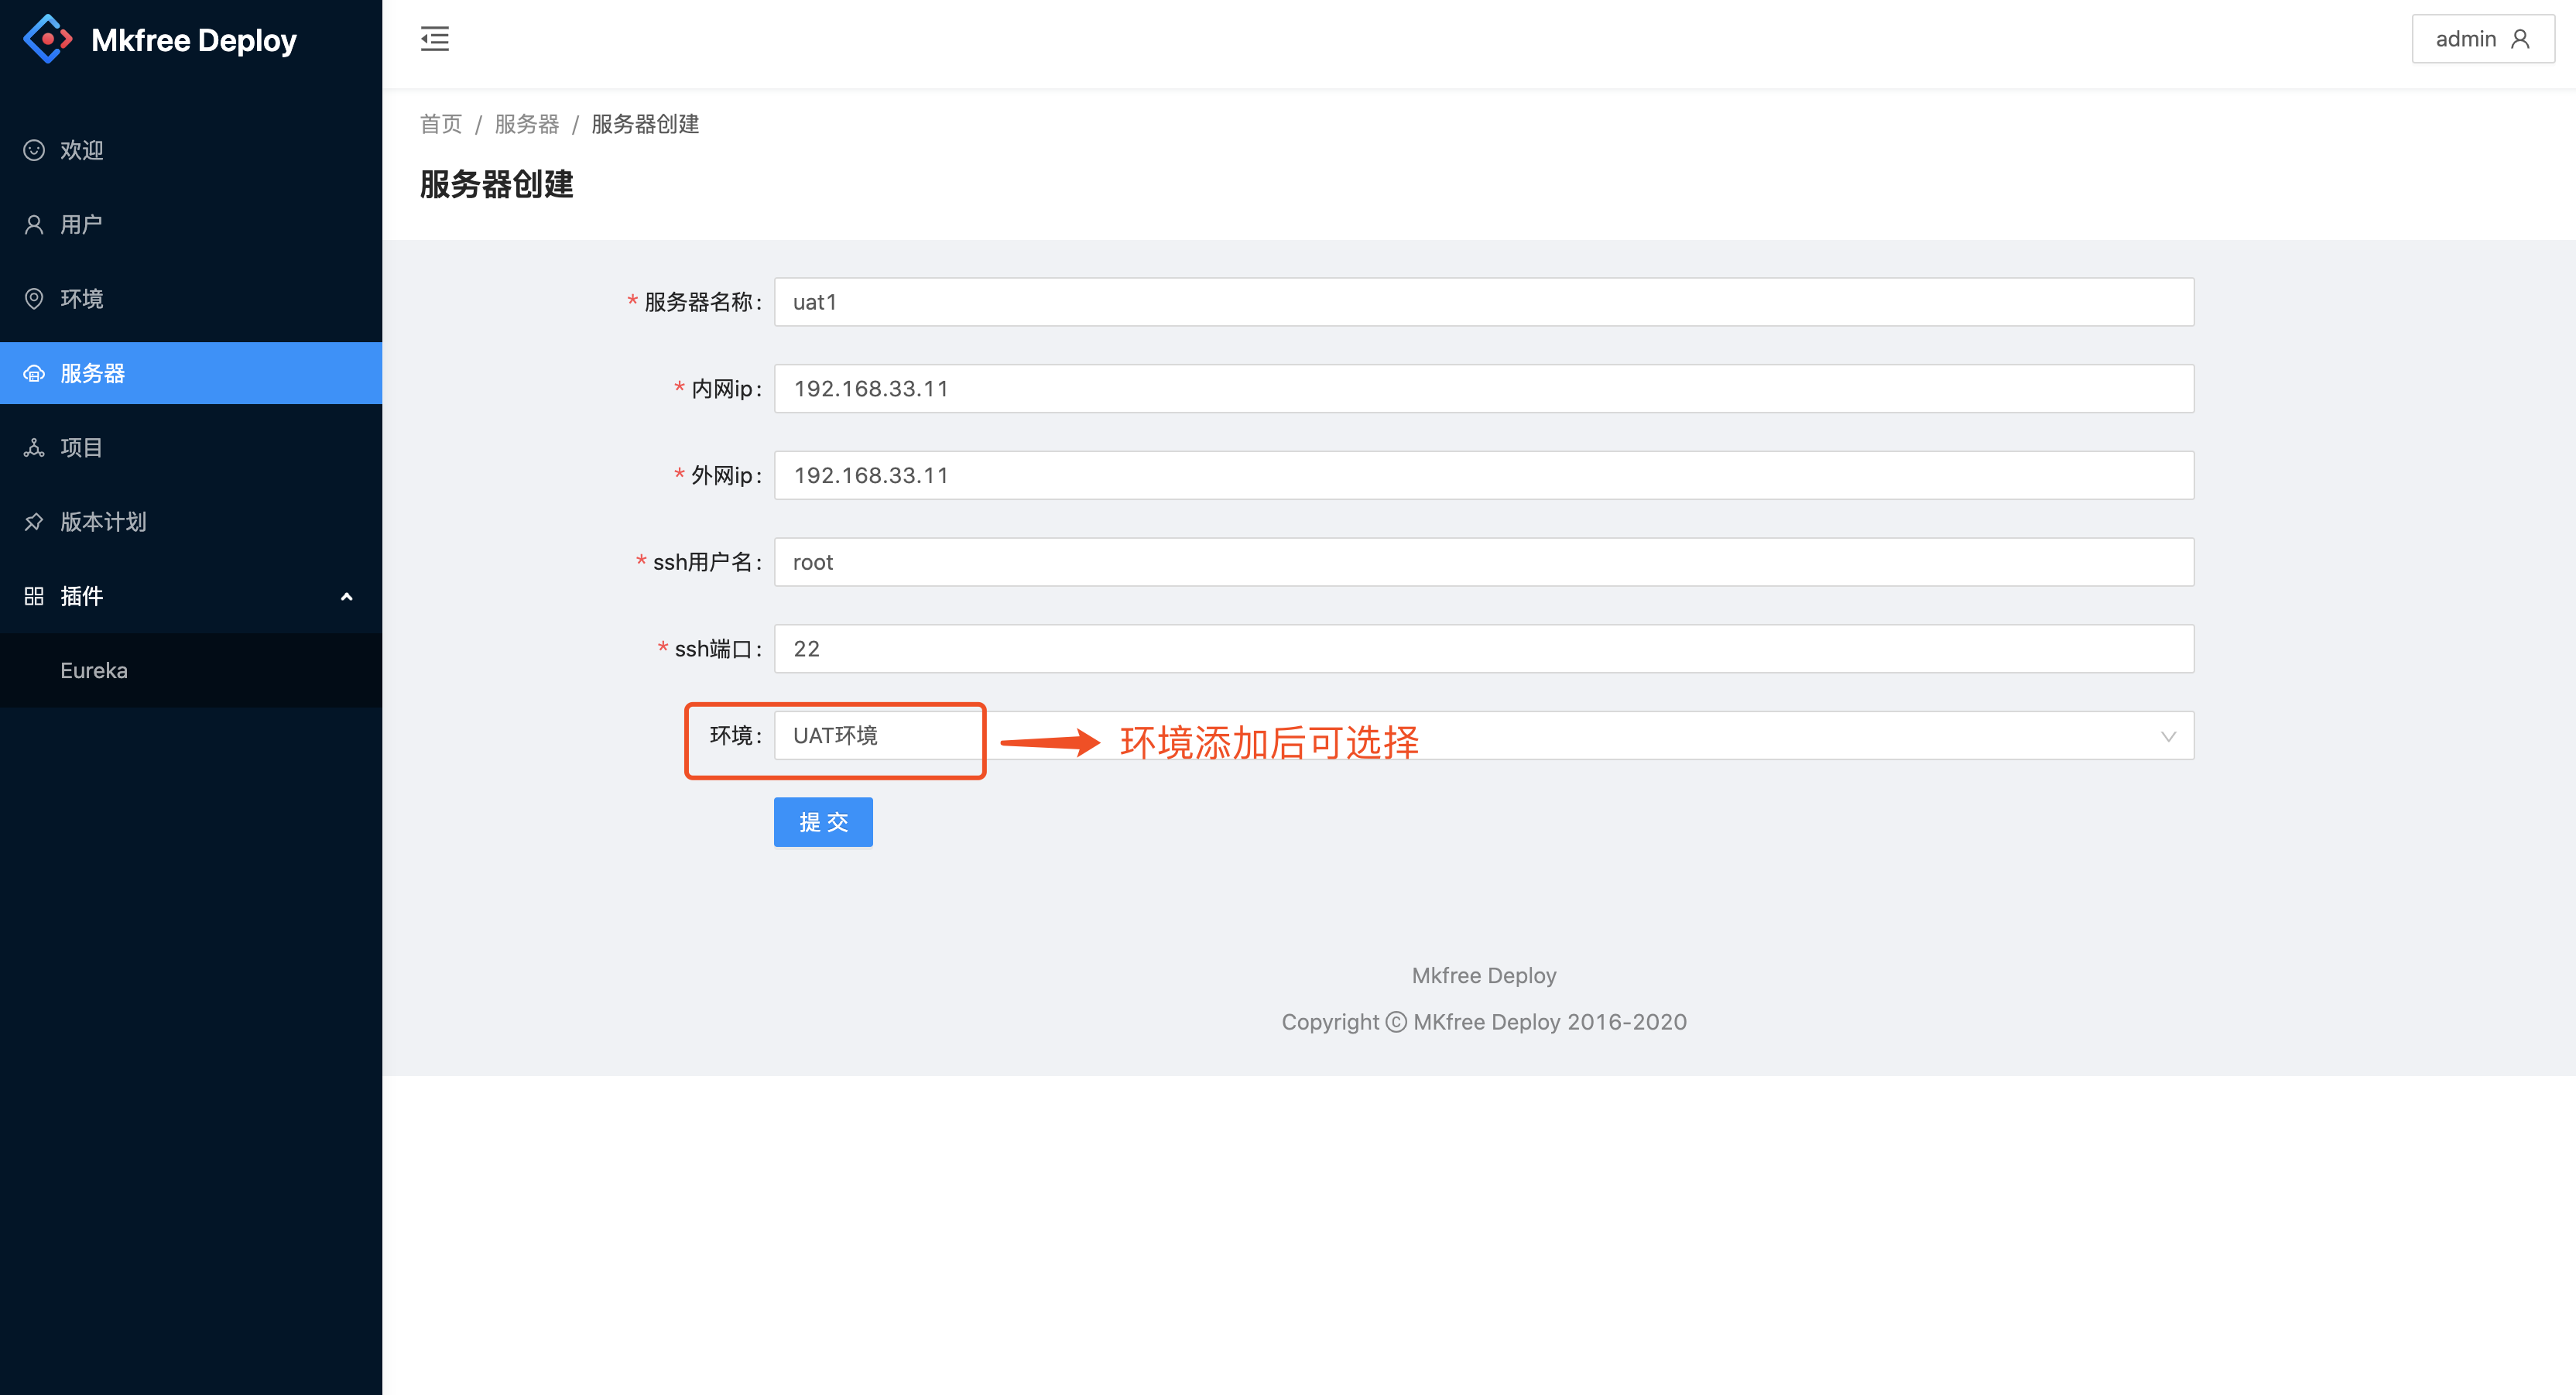 Mkfree Deploy
admin
欢迎
用户
环境
服务器
项目
版本计划
插件
Eureka
首页 / 服务器 / 服务器创建
服务器创建
* 服务器名称: uat1
* 内网ip: 192.168.33.11
* 外网ip: 192.168.33.11
* ssh用户名: root
* ssh端口: 22
环境: UAT环境 环境添加后可选择
提 交
Mkfree Deploy
Copyright © MKfree Deploy 2016-2020